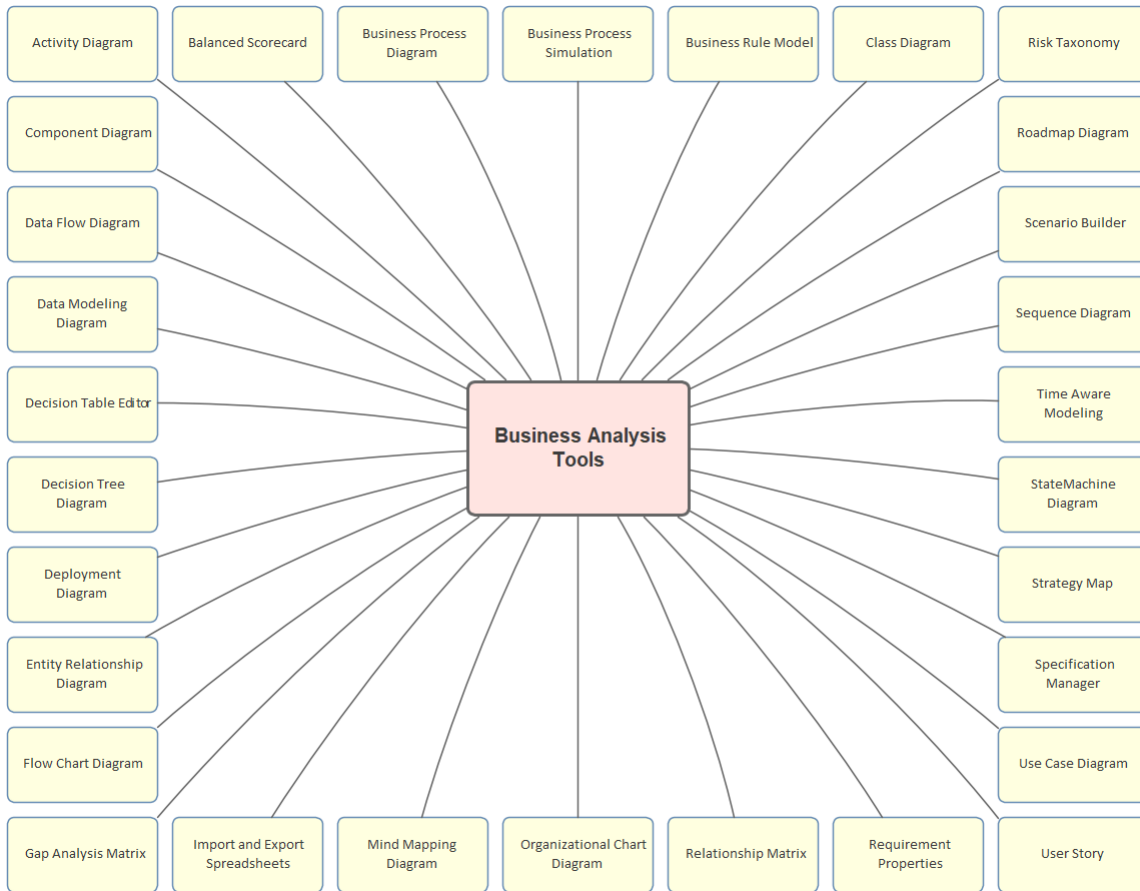 Activity Diagram
Balanced Scorecard
Business Process
Diagram
Business Process
Simulation
Business Rule Model
Class Diagram
Risk Taxonomy
Component Diagram
Roadmap Diagram
Data Flow Diagram
Scenario Builder
Data Modeling
Diagram
Sequence Diagram
Decision Table Editor
Time Aware
Modeling
Business Analysis
Tools
Decision Tree
Diagram
StateMachine
Diagram
Deployment
Diagram
Strategy Map
Entity Relationship
Diagram
Specification
Manager
Flow Chart Diagram
Use Case Diagram
Gap Analysis Matrix
Import and Export
Spreadsheets
Mind Mapping
Diagram
Organizational Chart
Diagram
Relationship Matrix
Requirement
Properties
User Story